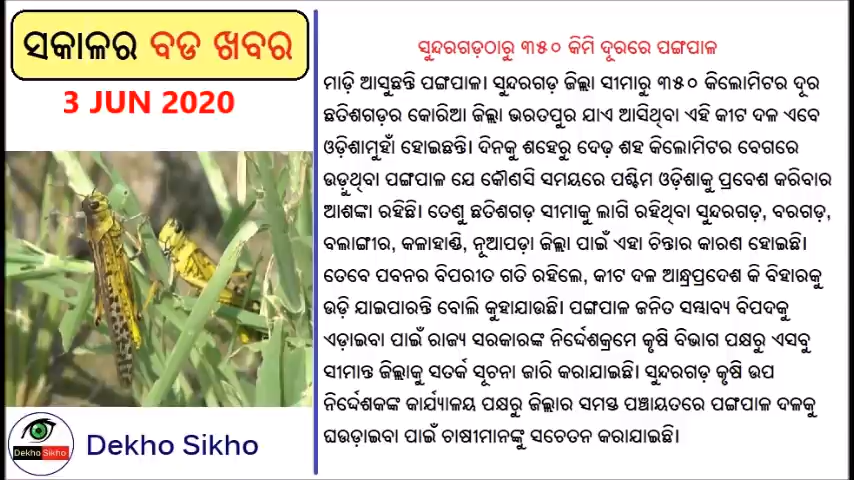 ସକାଳର ବଡ ଖବର
3 JUN 2020
Dekho Sikho
Dekho Sikho
ସୁନ୍ଦରଗଡ଼ଠାରୁ ୩୫୦ କିମି ଦୂରରେ ପଙ୍ଗପାଳ
ମାଡ଼ି ଆସୁଛନ୍ତି ପଙ୍ଗପାଳ। ସୁନ୍ଦରଗଡ଼ ଜିଲ୍ଲା ସୀମାରୁ ୩୫୦ କିଲୋମିଟର ଦୂର
ଛତିଶଗଡ଼ର କୋରିଆ ଜିଲ୍ଲା ଭରତପୁର ଯାଏ ଆସିଥିବା ଏହି କୀଟ ଦଳ ଏବେ
ଓଡ଼ିଶାମୁହାଁ ହୋଇଛନ୍ତି। ଦିନକୁ ଶହେରୁ ଦେଢ଼ ଶହ କିଲୋମିଟର ବେଗରେ
ଉଡ଼ୁଥିବା ପଙ୍ଗପାଳ ଯେ କୌଣସି ସମୟରେ ପଶ୍ଚିମ ଓଡ଼ିଶାକୁ ପ୍ରବେଶ କରିବାର
ଆଶଙ୍କା ରହିଛି। ତେଣୁ ଛତିଶଗଡ଼ ସୀମାକୁ ଲାଗି ରହିଥିବା ସୁନ୍ଦରଗଡ଼, ବରଗଡ଼,
ବଲାଙ୍ଗୀର, କଳାହାଣ୍ଡି, ନୂଆପଡ଼ା ଜିଲ୍ଲା ପାଇଁ ଏହା ଚିନ୍ତାର କାରଣ ହୋଇଛି।
ତେବେ ପବନର ବିପରୀତ ଗତି ରହିଲେ, କୀଟ ଦଳ ଆନ୍ଧ୍ରପ୍ରଦେଶ କି ବିହାରକୁ
ଉଡ଼ି ଯାଇପାରନ୍ତି ବୋଲି କୁହାଯାଉଛି। ପଙ୍ଗପାଳ ଜନିତ ସମ୍ଭାବ୍ୟ ବିପଦକୁ
ଏଡ଼ାଇବା ପାଇଁ ରାଜ୍ୟ ସରକାରଙ୍କ ନିର୍ଦ୍ଦେଶକ୍ରମେ କୃଷି ବିଭାଗ ପକ୍ଷରୁ ଏସବୁ
ସୀମାନ୍ତ ଜିଲ୍ଲାକୁ ସତର୍କ ସୂଚନା ଜାରି କରାଯାଇଛି। ସୁନ୍ଦରଗଡ଼ କୃଷି ଉପ
ନିର୍ଦ୍ଦେଶକଙ୍କ କାର୍ଯ୍ୟାଳୟ ପକ୍ଷରୁ ଜିଲ୍ଲାର ସମସ୍ତ ପଞ୍ଚାୟତରେ ପଙ୍ଗପାଳ ଦଳକୁ
ଘଉଡ଼ାଇବା ପାଇଁ ଚାଷୀମାନଙ୍କୁ ସଚେତନ କରାଯାଇଛି।